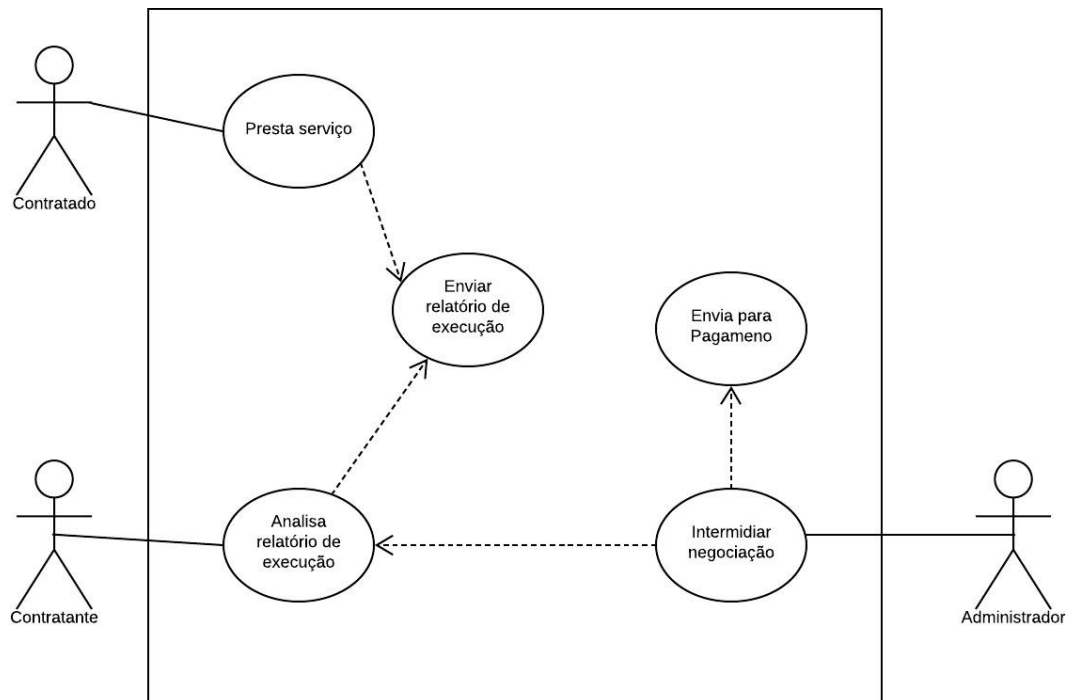 Presta serviço
Contratado
Enviar
relatório de
execução
Envia para
Pagameno
Analisa
relatório de
execução
Intermidiar
negociação
Contratante
Administrador